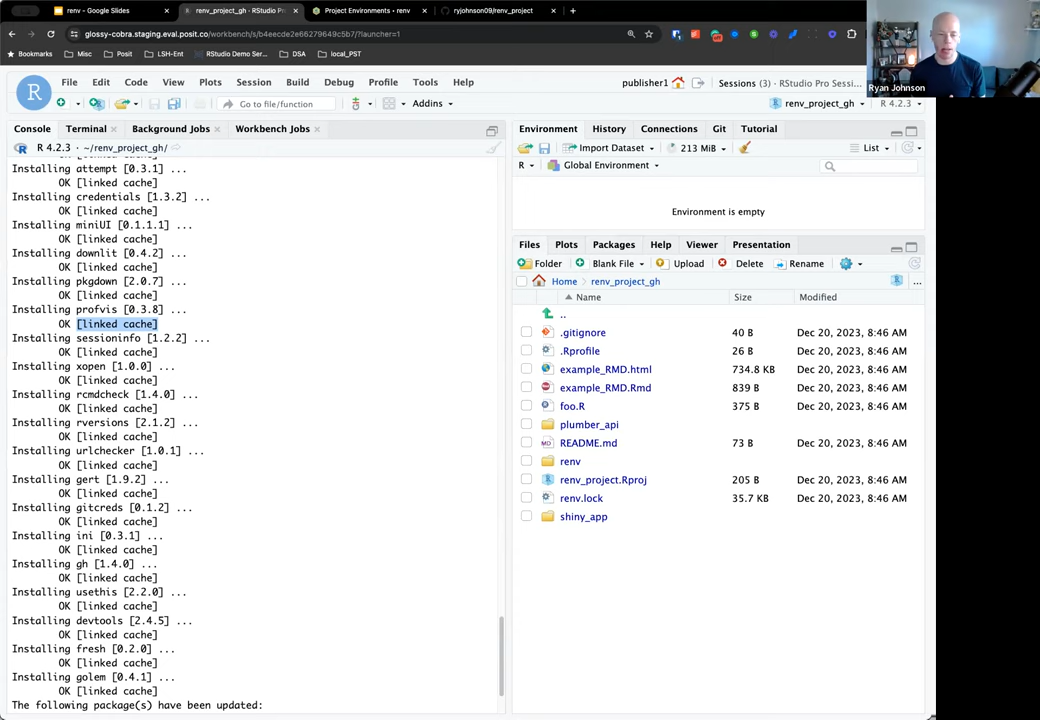 renv - Google Slides
renv_project_gh - RStudio Pro
Project Environments • renv
ryjohnson09/renv_project
glossy-cobra.staging.eval.posit.co/workbench/s/b4eecde2e66279649c37b/?launcher=1
Bookmarks
Misc
Posit
LSH-Ent
RStudio Demo Ser...
DSA
local_PST
Ryan Johnson
R
File
Edit
Code
View
Plots
Session
Build
Debug
Profile
Tools
Help
publisher1
Sessions (3)
RStudio Pro Sessi...
Go to file/function
Addins
renv_project_gh
R 4.2.3
Console
Terminal
Background Jobs
Workbench Jobs
R 4.2.3 · ~/renv_project_gh/
OK [linked cache]
Installing attempt [0.3.1] ...
OK [linked cache]
Installing credentials [1.3.2] ...
OK [linked cache]
Installing miniUI [0.1.1.1] ...
OK [linked cache]
Installing downlit [0.4.2] ...
OK [linked cache]
Installing pkgdown [2.0.7] ...
OK [linked cache]
Installing profvis [0.3.8] ...
OK [linked cache]
Installing sessioninfo [1.2.2] ...
OK [linked cache]
Installing xopen [1.0.0] ...
OK [linked cache]
Installing rcmdcheck [1.4.0] ...
OK [linked cache]
Installing rversions [2.1.2] ...
OK [linked cache]
Installing urlchecker [1.0.1] ...
OK [linked cache]
Installing gert [1.9.2] ...
OK [linked cache]
Installing gitcreds [0.1.2] ...
OK [linked cache]
Installing ini [0.3.1] ...
OK [linked cache]
Installing gh [1.4.0] ...
OK [linked cache]
Installing usethis [2.2.0] ...
OK [linked cache]
Installing devtools [2.4.5] ...
OK [linked cache]
Installing fresh [0.2.0] ...
OK [linked cache]
Installing golem [0.4.1] ...
OK [linked cache]
The following package(s) have been updated:
Environment
History
Connections
Git
Tutorial
Import Dataset
213 MiB
List
R
Global Environment
Environment is empty
Files
Plots
Packages
Help
Viewer
Presentation
Folder
Blank File
Upload
Delete
Rename
Home
renv_project_gh
Name
Size
Modified
..
.gitignore 40 B Dec 20, 2023, 8:46 AM
.Rprofile 26 B Dec 20, 2023, 8:46 AM
example_RMD.html 734.8 KB Dec 20, 2023, 8:46 AM
example_RMD.Rmd 839 B Dec 20, 2023, 8:46 AM
foo.R 375 B Dec 20, 2023, 8:46 AM
plumber_api
README.md 73 B Dec 20, 2023, 8:46 AM
renv
renv_project.Rproj 205 B Dec 20, 2023, 8:46 AM
renv.lock 35.7 KB Dec 20, 2023, 8:46 AM
shiny_app